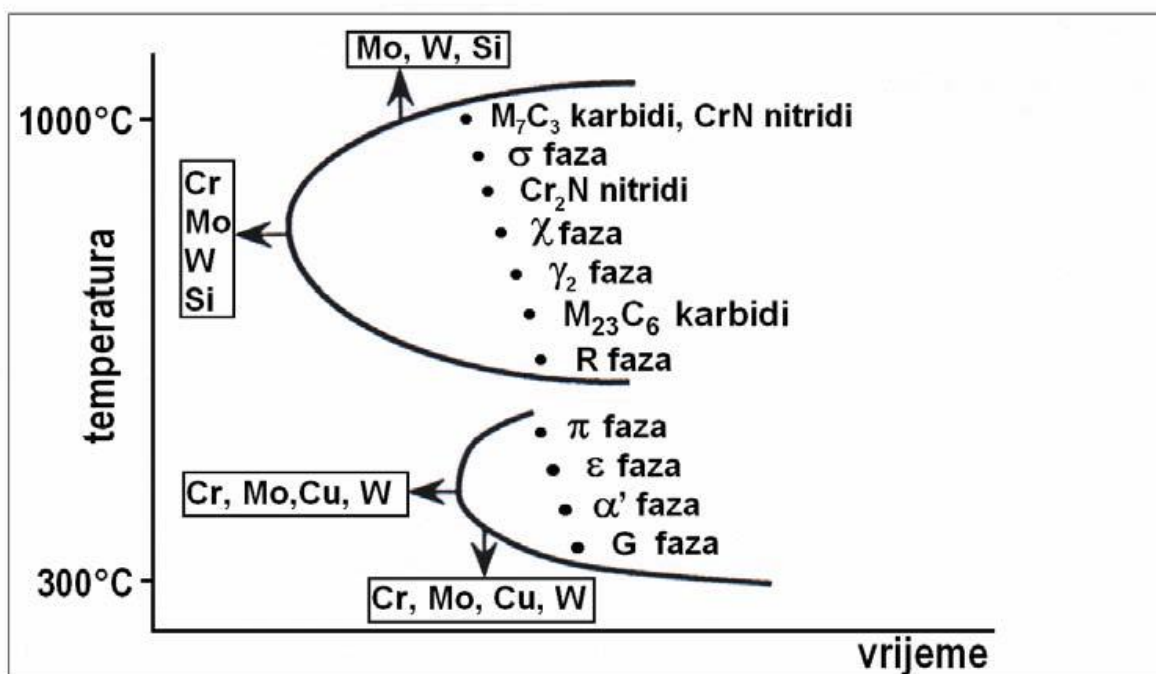 Mo, W, Si
1000°C
M₇C₃ karbidi, CrN nitridi
σ faza
Cr
Mo
W
Si
Cr₂N nitridi
χ faza
γ₂ faza
M₂₃C₆ karbidi
R faza
temperatura
π faza
ε faza
Cr, Mo,Cu, W
α' faza
G faza
300°C
Cr, Mo, Cu, W
vrijeme